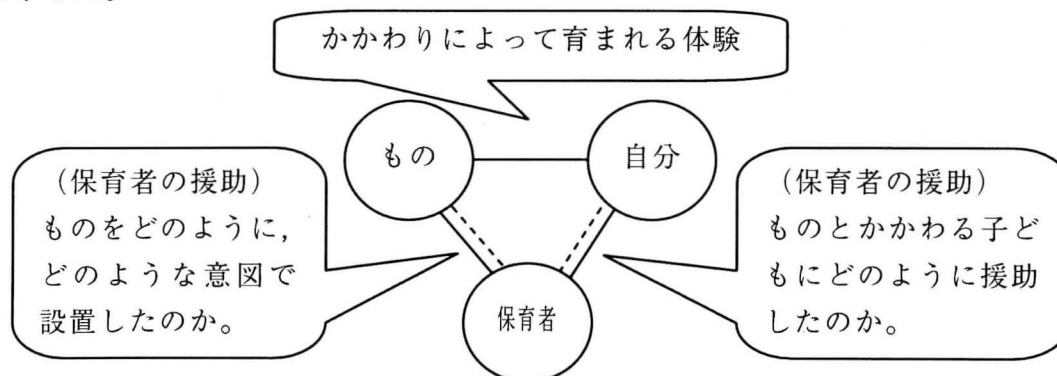 かかわりによって育まれる体験
もの
自分
(保育者の援助)
ものをどのように,
どのような意図で
設置したのか。
(保育者の援助)
ものとかかわる子ど
もにどのように援助
したのか。
保育者